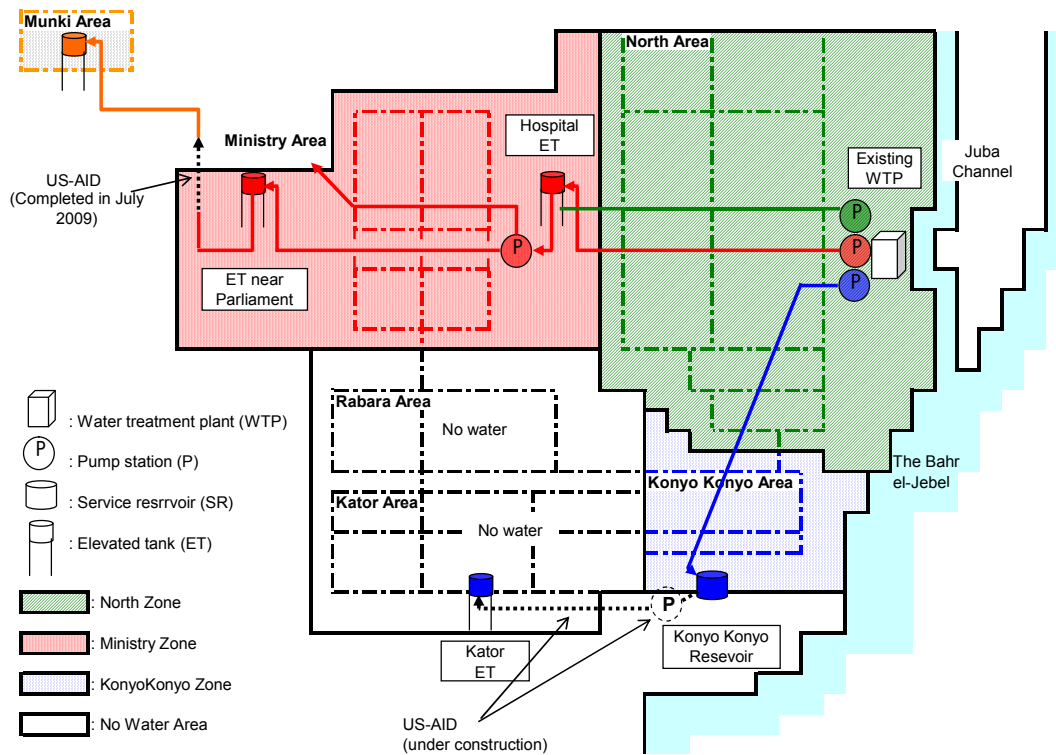 Munki Area
North Area
Ministry Area
Hospital
ET
Existing
WTP
Juba
Channel
US-AID
(Completed in July
2009)
P
P
P
P
ET near
Parliament
Rabara Area
No water
P
: Water treatment plant (WTP)
: Pump station (P)
: Service resrrvoir (SR)
: Elevated tank (ET)
The Bahr
el-Jebel
Konyo Konyo Area
Kator Area
No water
P
: North Zone
: Ministry Zone
: KonyoKonyo Zone
: No Water Area
Kator
ET
Konyo Konyo
Resevoir
US-AID
(under construction)